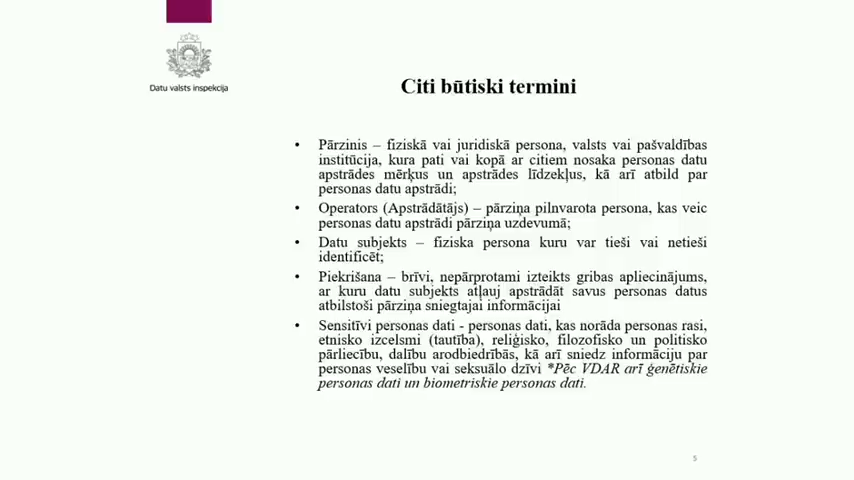 Datu valsts inspekcija
Citi būtiski termini
• Pārzinis – fiziskā vai juridiskā persona, valsts vai pašvaldības
institūcija, kura pati vai kopā ar citiem nosaka personas datu
apstrādes mērķus un apstrādes līdzekļus, kā arī atbild par
personas datu apstrādi;
• Operators (Apstrādātājs) – pārziņa pilnvarota persona, kas veic
personas datu apstrādi pārziņa uzdevumā;
• Datu subjekts – fiziska persona kuru var tieši vai netieši
identificēt;
• Piekrišana – brīvi, nepārprotami izteikts gribas apliecinājums,
ar kuru datu subjekts atļauj apstrādāt savus personas datus
atbilstoši pārziņa sniegtajai informācijai
• Sensitīvi personas dati - personas dati, kas norāda personas rasi,
etnisko izcelsmi (tautība), reliģisko, filozofisko un politisko
pārliecību, dalību arodbiedrībās, kā arī sniedz informāciju par
personas veselību vai seksuālo dzīvi *Pēc VDAR arī ģenētiskie
personas dati un biometriskie personas dati.
5